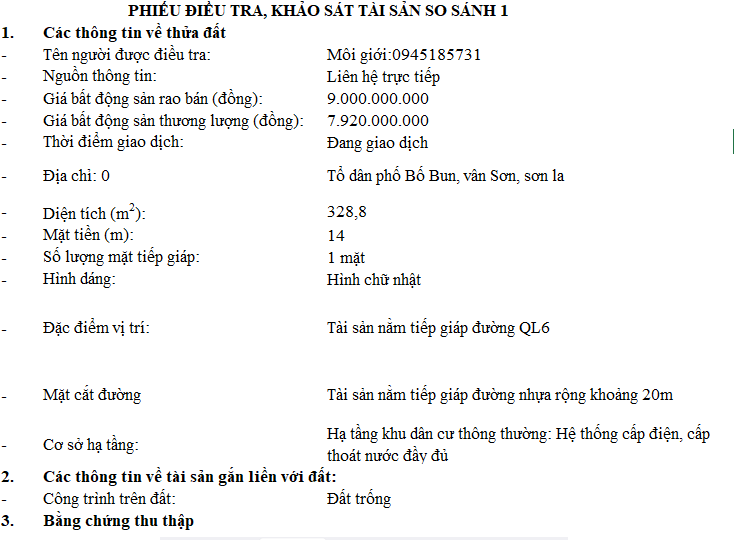 PHIẾU ĐIỀU TRA, KHẢO SÁT TÀI SẢN SO SÁNH 1
1. Các thông tin về thửa đất
- Tên người được điều tra: Môi giới:0945185731
- Nguồn thông tin: Liên hệ trực tiếp
- Giá bất động sản rao bán (đồng): 9.000.000.000
- Giá bất động sản thương lượng (đồng): 7.920.000.000
- Thời điểm giao dịch: Đang giao dịch
- Địa chỉ: 0 Tổ dân phố Bó Bun, vân Sơn, sơn la
- Diện tích (m²): 328,8
- Mặt tiền (m): 14
- Số lượng mặt tiếp giáp: 1 mặt
- Hình dáng: Hình chữ nhật
- Đặc điểm vị trí: Tài sản nằm tiếp giáp đường QL6
- Mặt cắt đường Tài sản nằm tiếp giáp đường nhựa rộng khoảng 20m
- Cơ sở hạ tầng: Hạ tầng khu dân cư thông thường: Hệ thống cấp điện, cấp
thoát nước đầy đủ
2. Các thông tin về tài sản gắn liền với đất:
- Công trình trên đất: Đất trống
3. Bằng chứng thu thập